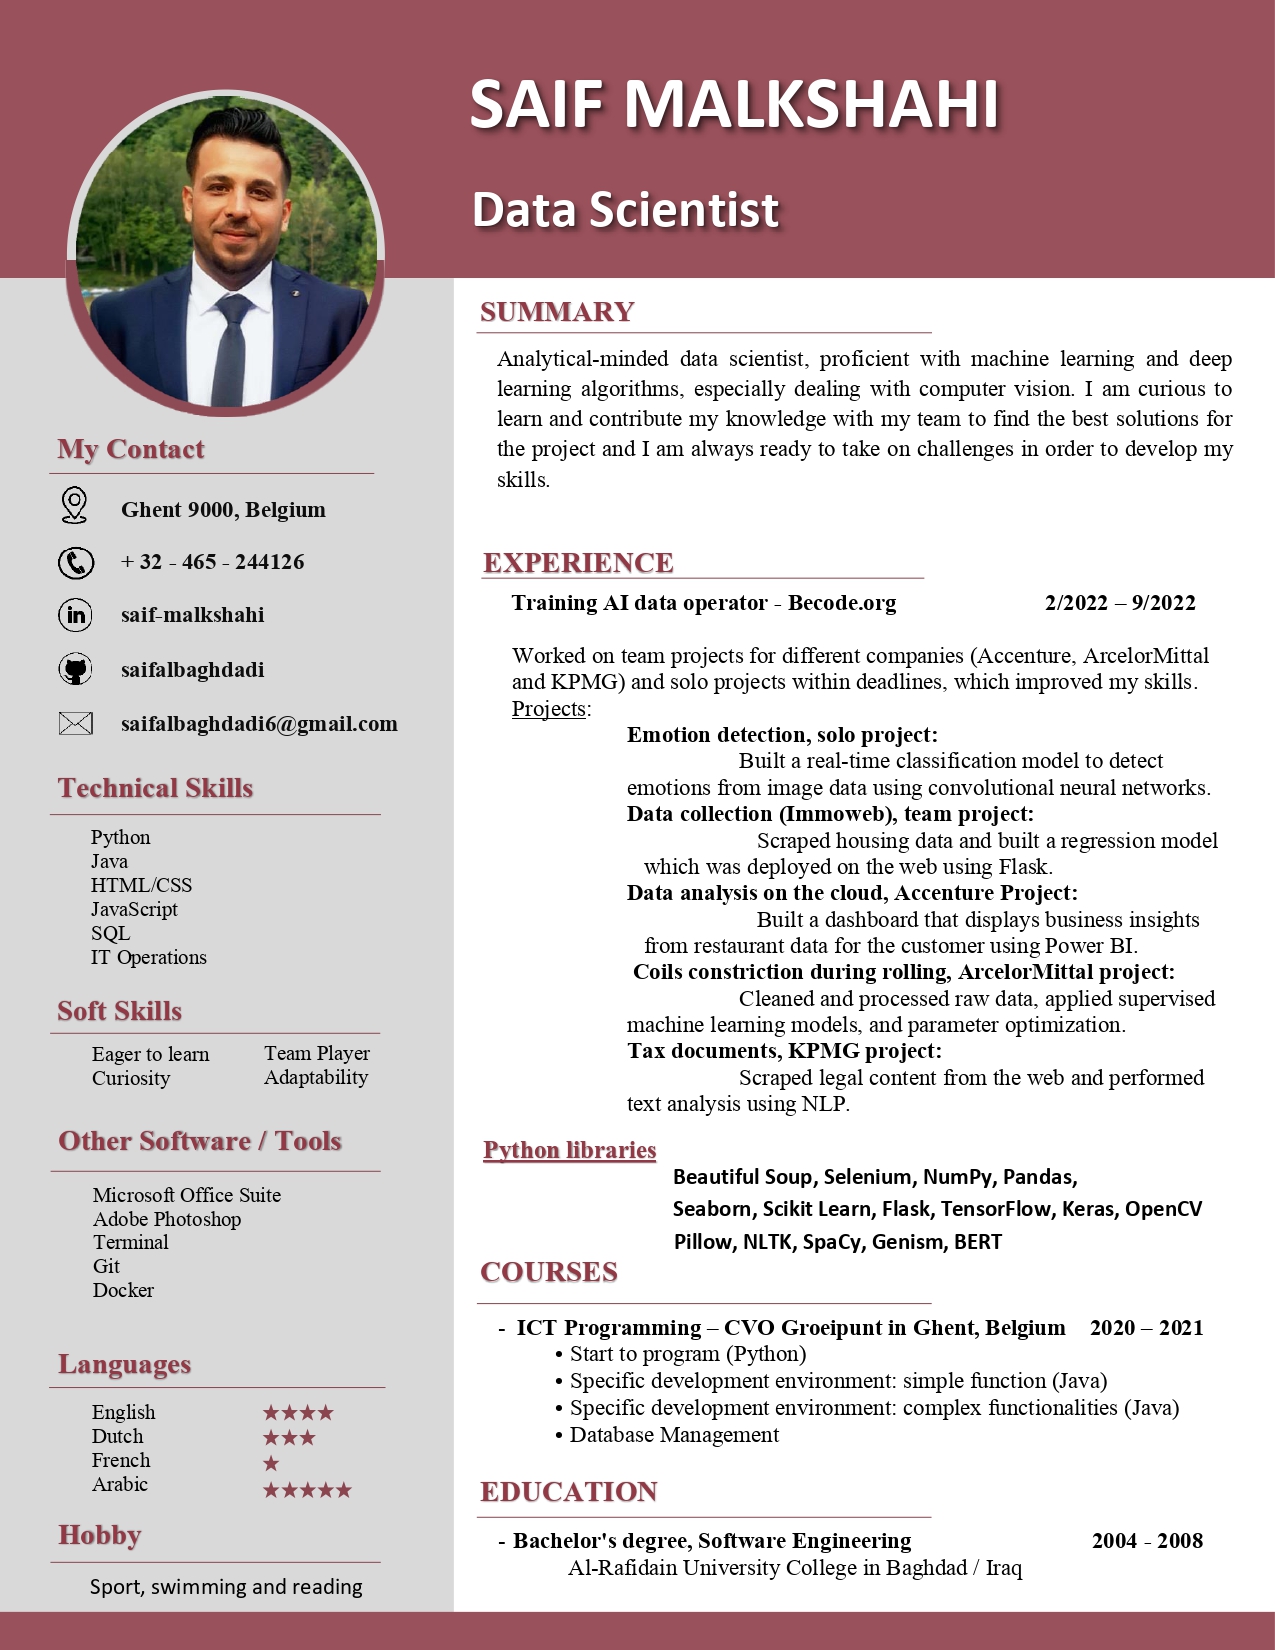 SAIF MALKSHAHI
Data Scientist
My Contact
Ghent 9000, Belgium
+ 32 - 465 - 244126
saif-malkshahi
saifalbaghdadi
saifalbaghdadi6@gmail.com
Technical Skills
Python
Java
HTML/CSS
JavaScript
SQL
IT Operations
Soft Skills
Eager to learn Team Player
Curiosity Adaptability
Other Software / Tools
Microsoft Office Suite
Adobe Photoshop
Terminal
Git
Docker
Languages
English ★★★★
Dutch ★★★
French ★
Arabic ★★★★★
Hobby
Sport, swimming and reading
SUMMARY
Analytical-minded data scientist, proficient with machine learning and deep
learning algorithms, especially dealing with computer vision. I am curious to
learn and contribute my knowledge with my team to find the best solutions for
the project and I am always ready to take on challenges in order to develop my
skills.
EXPERIENCE
Training AI data operator - Becode.org 2/2022 – 9/2022
Worked on team projects for different companies (Accenture, ArcelorMittal
and KPMG) and solo projects within deadlines, which improved my skills.
Projects:
Emotion detection, solo project:
Built a real-time classification model to detect
emotions from image data using convolutional neural networks.
Data collection (Immoweb), team project:
Scraped housing data and built a regression model
which was deployed on the web using Flask.
Data analysis on the cloud, Accenture Project:
Built a dashboard that displays business insights
from restaurant data for the customer using Power BI.
Coils constriction during rolling, ArcelorMittal project:
Cleaned and processed raw data, applied supervised
machine learning models, and parameter optimization.
Tax documents, KPMG project:
Scraped legal content from the web and performed
text analysis using NLP.
Python libraries
Beautiful Soup, Selenium, NumPy, Pandas,
Seaborn, Scikit Learn, Flask, TensorFlow, Keras, OpenCV
Pillow, NLTK, SpaCy, Genism, BERT
COURSES
- ICT Programming – CVO Groeipunt in Ghent, Belgium 2020 – 2021
• Start to program (Python)
• Specific development environment: simple function (Java)
• Specific development environment: complex functionalities (Java)
• Database Management
EDUCATION
- Bachelor's degree, Software Engineering 2004 - 2008
Al-Rafidain University College in Baghdad / Iraq